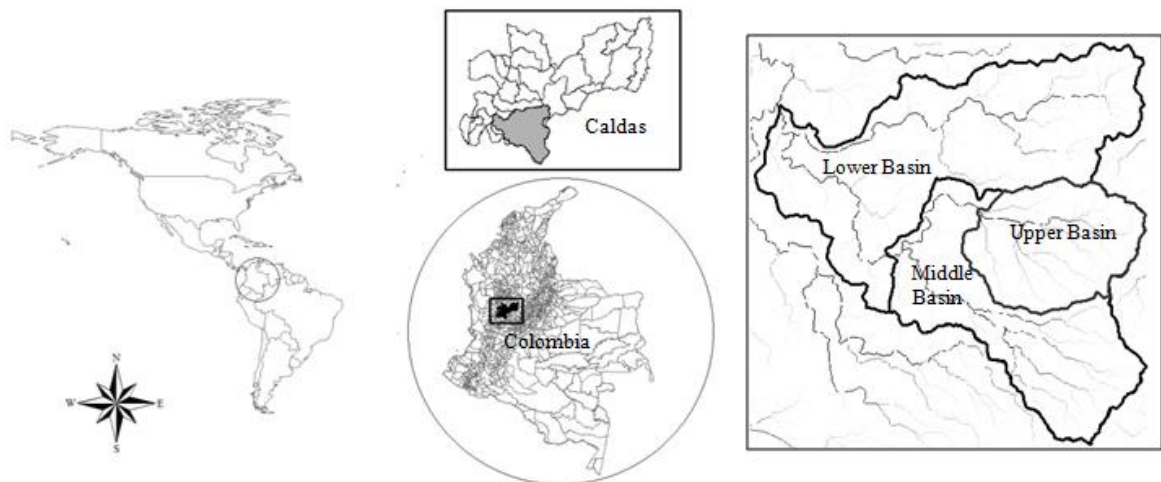 N
W
E
S
Caldas
Colombia
Lower Basin
Upper Basin
Middle
Basin